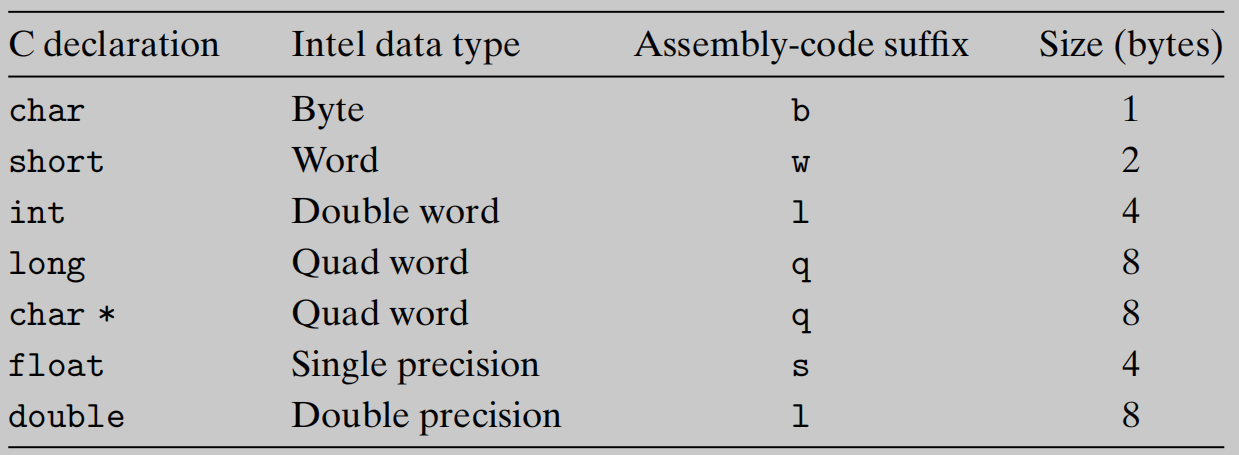 C declaration Intel data type Assembly-code suffix Size (bytes)
char Byte b 1
short Word w 2
int Double word l 4
long Quad word q 8
char * Quad word q 8
float Single precision s 4
double Double precision l 8